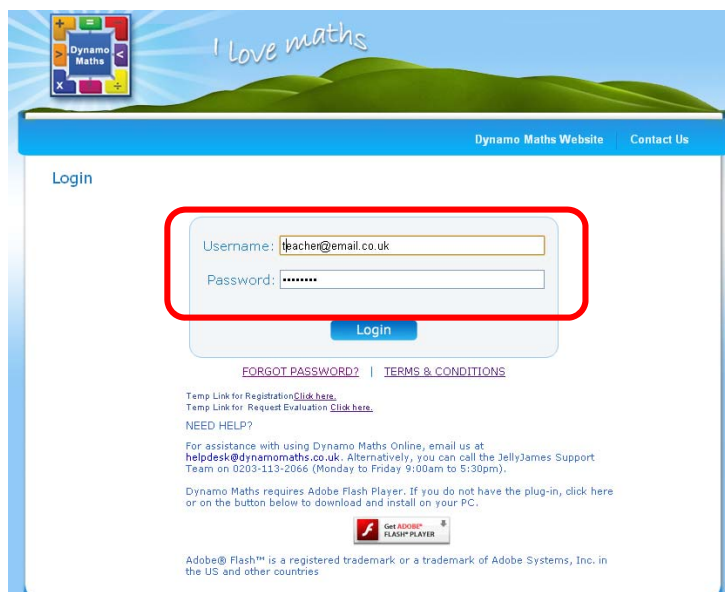 + =
> Dynamo Maths <
x ÷
I love maths
Dynamo Maths Website Contact Us
Login
Username: teacher@email.co.uk
Password: ••••••••
Login
FORGOT PASSWORD? | TERMS & CONDITIONS
Temp Link for RegistrationClick here.
Temp Link for Request Evaluation Click here.
NEED HELP?
For assistance with using Dynamo Maths Online, email us at
helpdesk@dynamomaths.co.uk. Alternatively, you can call the JellyJames Support
Team on 0203-113-2066 (Monday to Friday 9:00am to 5:30pm).
Dynamo Maths requires Adobe Flash Player. If you do not have the plug-in, click here
or on the button below to download and install on your PC.
Get ADOBE®
FLASH® PLAYER
Adobe® Flash™ is a registered trademark or a trademark of Adobe Systems, Inc. in
the US and other countries